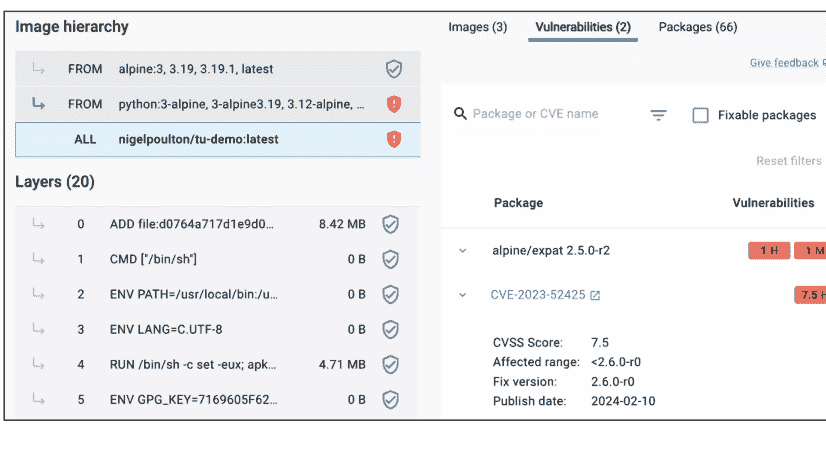 Image hierarchy
FROM alpine:3, 3.19, 3.19.1, latest
FROM python:3-alpine, 3-alpine3.19, 3.12-alpine, ...
ALL nigelpoulton/tu-demo:latest
Layers (20)
0 ADD file:d0764a717d1e9d0... 8.42 MB
1 CMD ["/bin/sh"] 0 B
2 ENV PATH=/usr/local/bin:/u... 0 B
3 ENV LANG=C.UTF-8 0 B
4 RUN /bin/sh -c set -eux; apk... 4.71 MB
5 ENV GPG_KEY=7169605F62... 0 B
Images (3) Vulnerabilities (2) Packages (66)
Give feedback
Package or CVE name Fixable packages
Reset filters
Package Vulnerabilities
alpine/expat 2.5.0-r2 1 H 1 M
CVE-2023-52425 7.5 H
CVSS Score: 7.5
Affected range: <2.6.0-r0
Fix version: 2.6.0-r0
Publish date: 2024-02-10